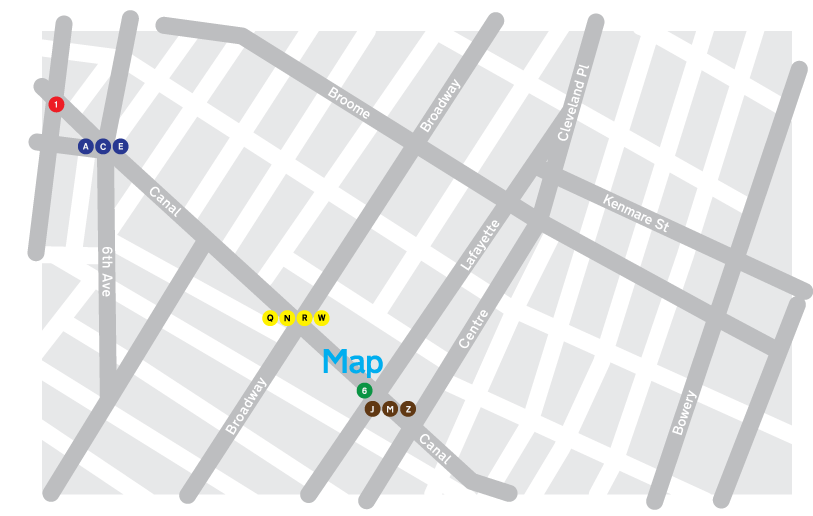 Broome
Broadway
Cleveland Pl
1
A C E
Canal
Kenmare St
6th Ave
Lafayette
Q N R W
Centre
Map
6
J M Z
Broadway
Bowery
Canal